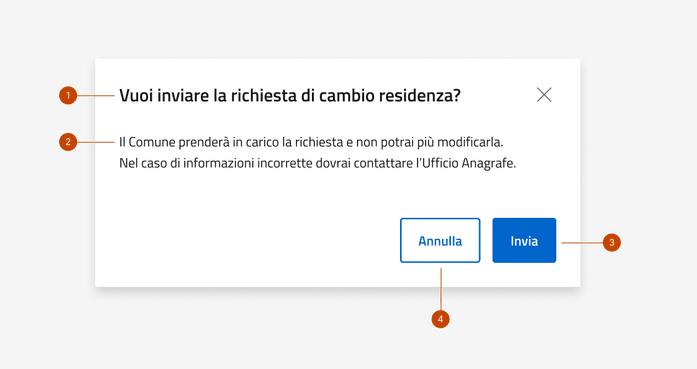 1 Vuoi inviare la richiesta di cambio residenza?
2 Il Comune prenderà in carico la richiesta e non potrai più modificarla.
Nel caso di informazioni incorrette dovrai contattare l'Ufficio Anagrafe.
Annulla Invia 3
4